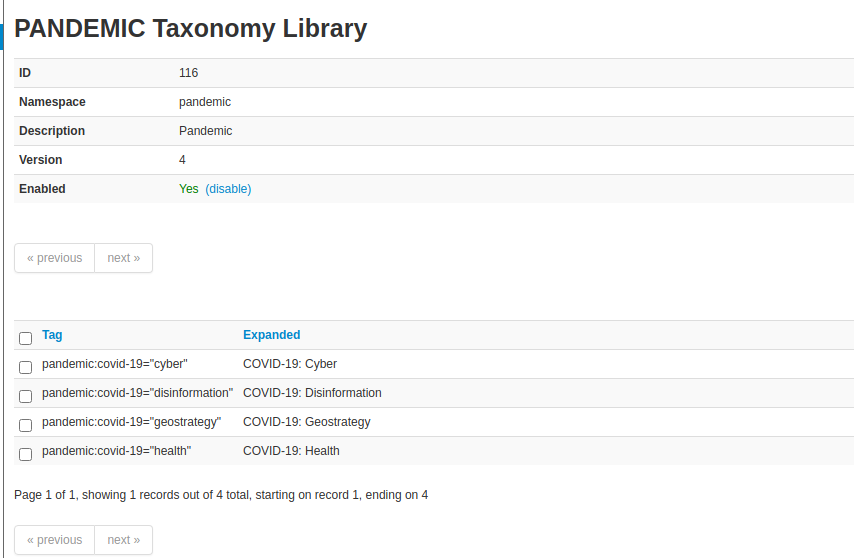 PANDEMIC Taxonomy Library
ID 116
Namespace pandemic
Description Pandemic
Version 4
Enabled Yes (disable)
« previous next »
Tag Expanded
pandemic:covid-19="cyber" COVID-19: Cyber
pandemic:covid-19="disinformation" COVID-19: Disinformation
pandemic:covid-19="geostrategy" COVID-19: Geostrategy
pandemic:covid-19="health" COVID-19: Health
Page 1 of 1, showing 1 records out of 4 total, starting on record 1, ending on 4
« previous next »